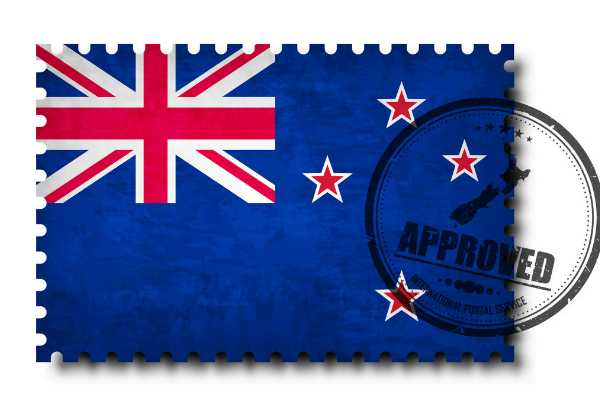 APPROVED
INTERNATIONAL POSTAL SERVICE